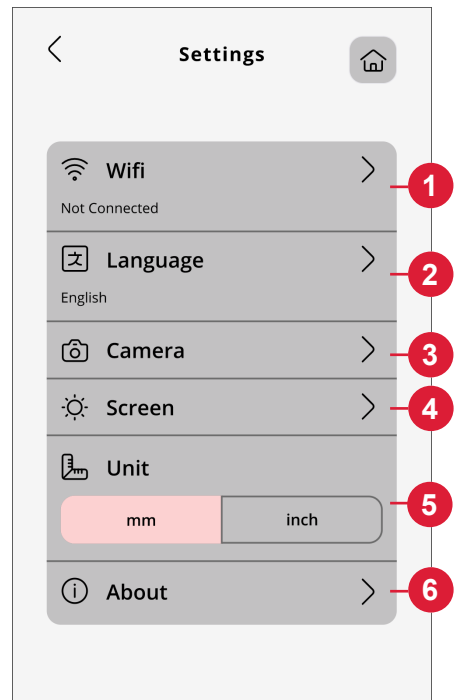 Settings
Wifi
1
Not Connected
Language
2
English
Camera
3
Screen
4
Unit
mm inch
5
About
6